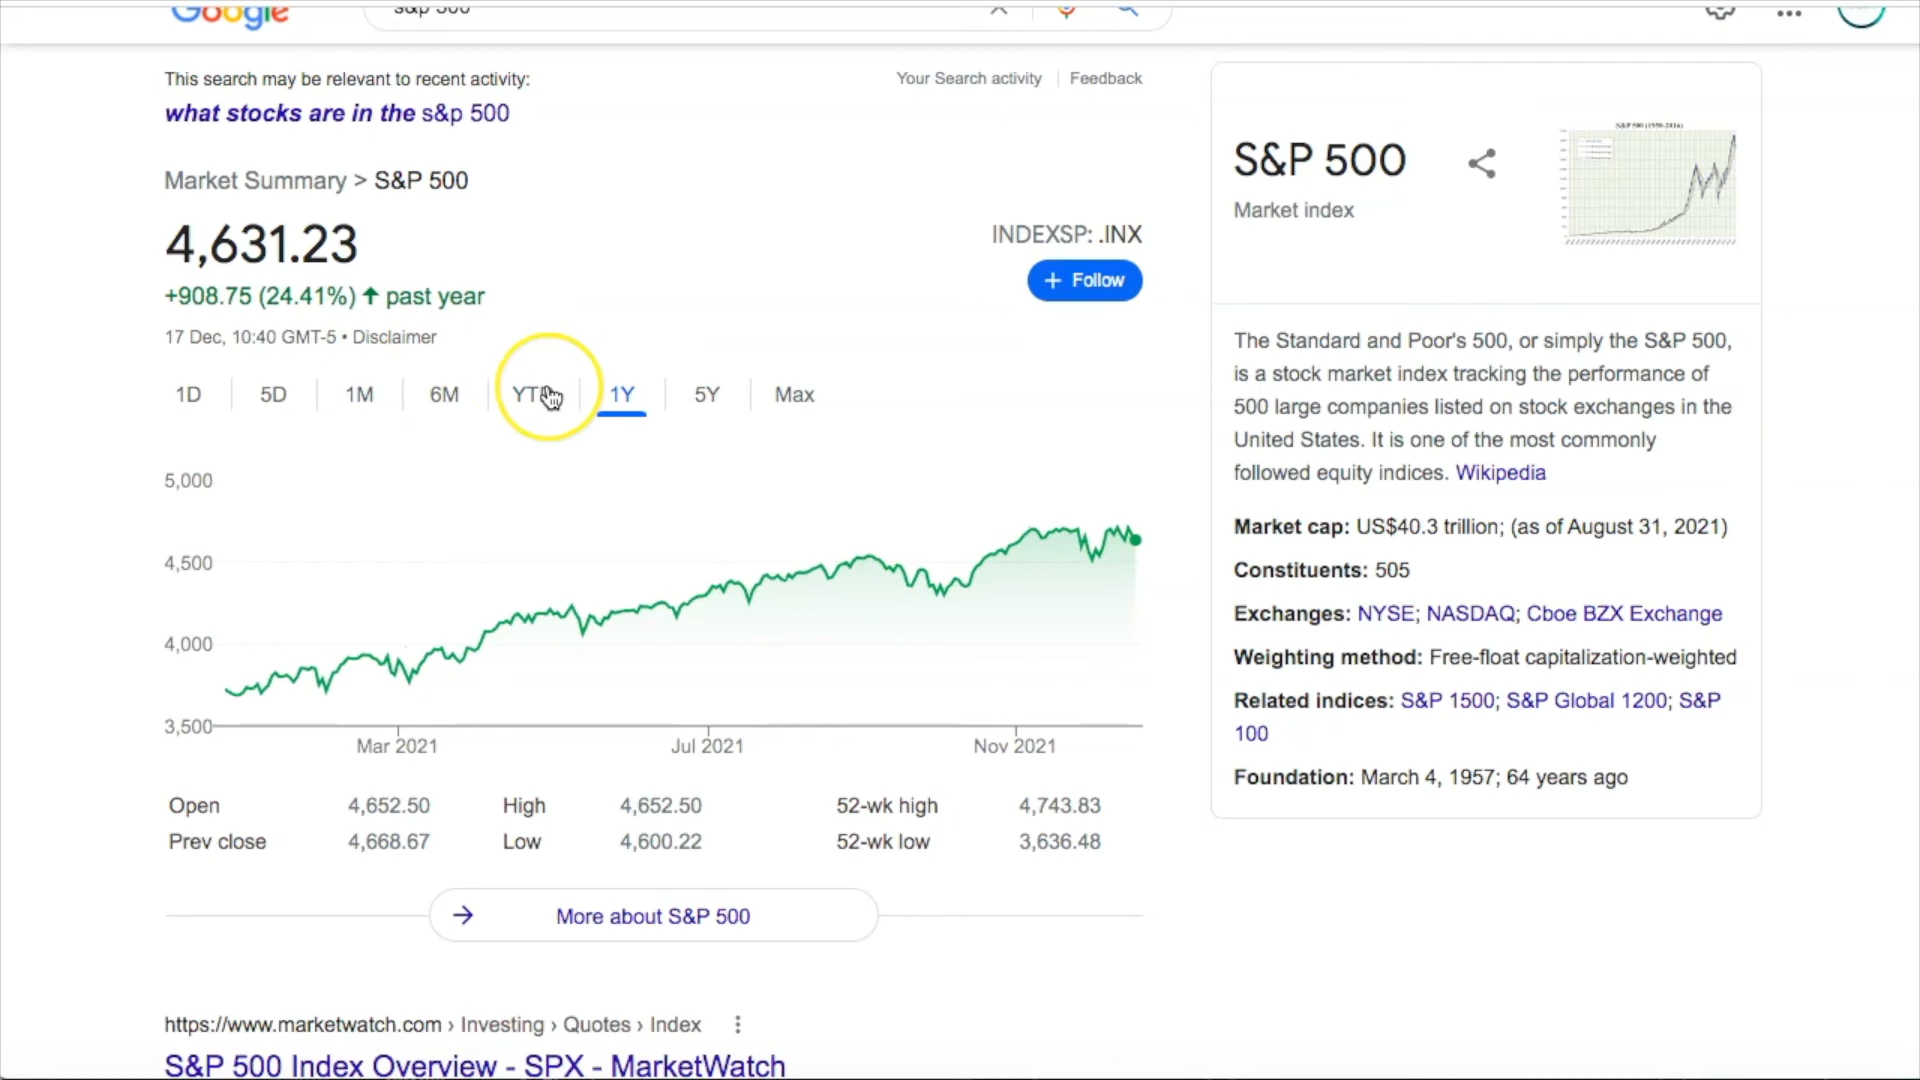 Google
s&p 500
This search may be relevant to recent activity:
Your Search activity
Feedback
what stocks are in the s&p 500
Market Summary > S&P 500
4,631.23
INDEXSP: .INX
+ Follow
+908.75 (24.41%) ↑ past year
17 Dec, 10:40 GMT-5 • Disclaimer
1D
5D
1M
6M
1Y
5Y
Max
5,000
4,500
4,000
3,500
Mar 2021
Jul 2021
Nov 2021
Open 4,652.50 High 4,652.50 52-wk high 4,743.83
Prev close 4,668.67 Low 4,600.22 52-wk low 3,636.48
More about S&P 500
https://www.marketwatch.com › Investing › Quotes › Index
S&P 500 Index Overview - SPX - MarketWatch
S&P 500
Market index
The Standard and Poor's 500, or simply the S&P 500,
is a stock market index tracking the performance of
500 large companies listed on stock exchanges in the
United States. It is one of the most commonly
followed equity indices. Wikipedia
Market cap: US$40.3 trillion; (as of August 31, 2021)
Constituents: 505
Exchanges: NYSE; NASDAQ; Cboe BZX Exchange
Weighting method: Free-float capitalization-weighted
Related indices: S&P 1500; S&P Global 1200; S&P
100
Foundation: March 4, 1957; 64 years ago